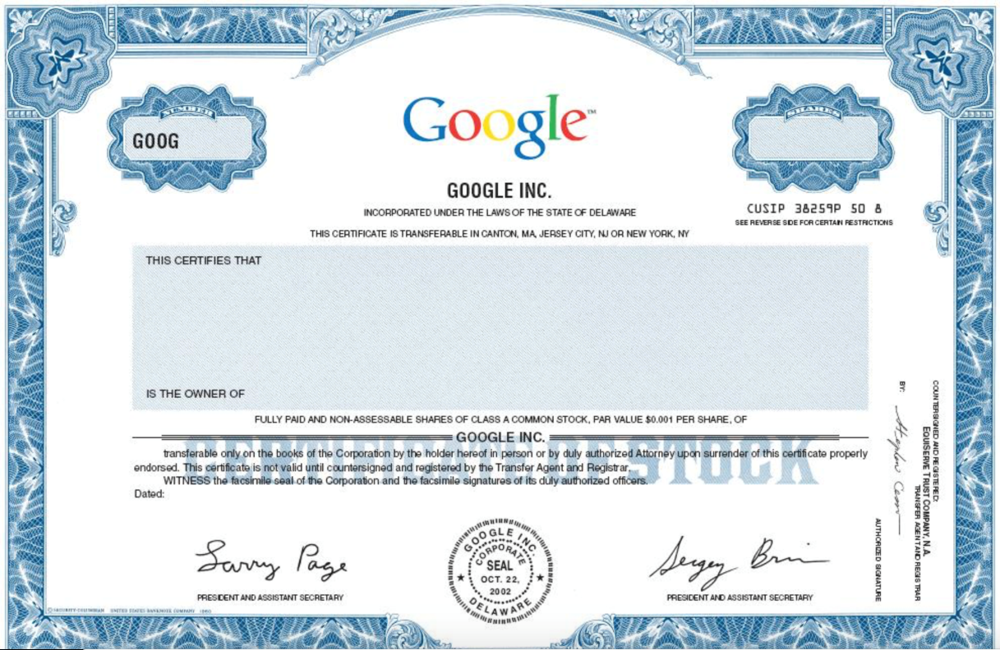 NUMBER
GOOG
Google™
SHARES
GOOGLE INC.
INCORPORATED UNDER THE LAWS OF THE STATE OF DELAWARE
CUSIP 38259P 50 8
SEE REVERSE SIDE FOR CERTAIN RESTRICTIONS
THIS CERTIFICATE IS TRANSFERABLE IN CANTON, MA, JERSEY CITY, NJ OR NEW YORK, NY
THIS CERTIFIES THAT
IS THE OWNER OF
FULLY PAID AND NON-ASSESSABLE SHARES OF CLASS A COMMON STOCK, PAR VALUE $0.001 PER SHARE, OF
GOOGLE INC.
CERTIFICATE OF STOCK
transferable only on the books of the Corporation by the holder hereof in person or by duly authorized Attorney upon surrender of this certificate properly
endorsed. This certificate is not valid until countersigned and registered by the Transfer Agent and Registrar.
WITNESS the facsimile seal of the Corporation and the facsimile signatures of its duly authorized officers.
Dated:
Larry Page
PRESIDENT AND ASSISTANT SECRETARY
GOOGLE INC.
CORPORATE
SEAL
OCT. 22,
2002
DELAWARE
Sergey Brin
PRESIDENT AND ASSISTANT SECRETARY
COUNTERSIGNED AND REGISTERED:
EQUISERVE TRUST COMPANY, N.A.
TRANSFER AGENT AND REGISTRAR
BY:
AUTHORIZED SIGNATURE
© SECURITY-COLUMBIAN UNITED STATES BANKNOTE COMPANY